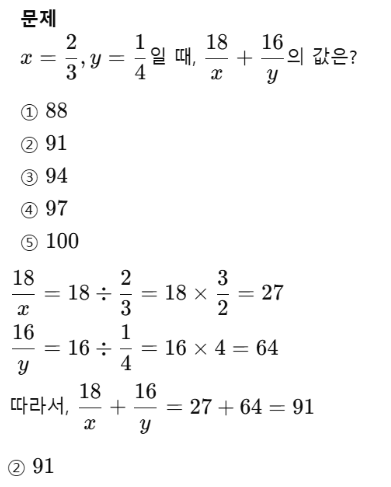 문제
x = 2/3, y = 1/4 일 때, 18/x + 16/y 의 값은?
① 88
② 91
③ 94
④ 97
⑤ 100
18/x = 18 ÷ 2/3 = 18 × 3/2 = 27
16/y = 16 ÷ 1/4 = 16 × 4 = 64
따라서, 18/x + 16/y = 27 + 64 = 91
② 91